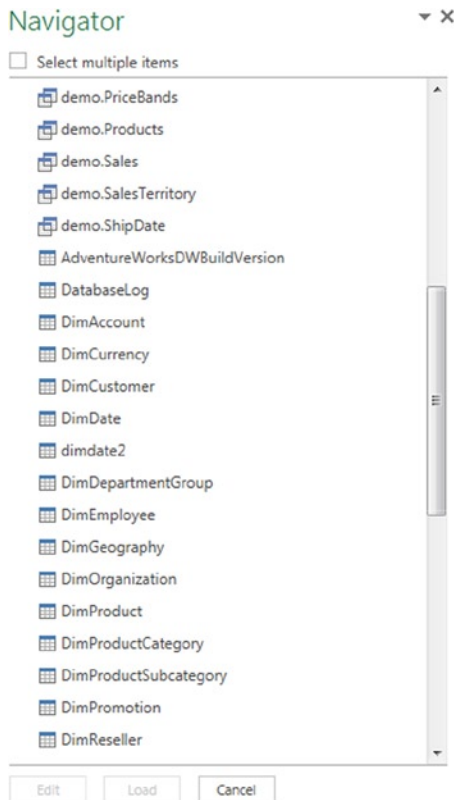 Navigator
Select multiple items
demo.PriceBands
demo.Products
demo.Sales
demo.SalesTerritory
demo.ShipDate
AdventureWorksDWBuildVersion
DatabaseLog
DimAccount
DimCurrency
DimCustomer
DimDate
dimdate2
DimDepartmentGroup
DimEmployee
DimGeography
DimOrganization
DimProduct
DimProductCategory
DimProductSubcategory
DimPromotion
DimReseller
Edit Load Cancel